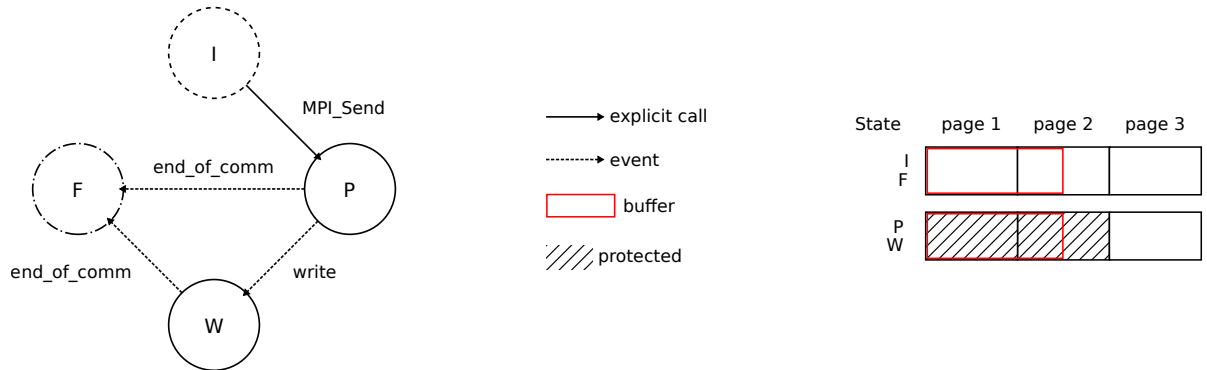 I
MPI_Send
end_of_comm
F
P
end_of_comm
write
W
explicit call
event
buffer
protected
State page 1 page 2 page 3
I
F
P
W